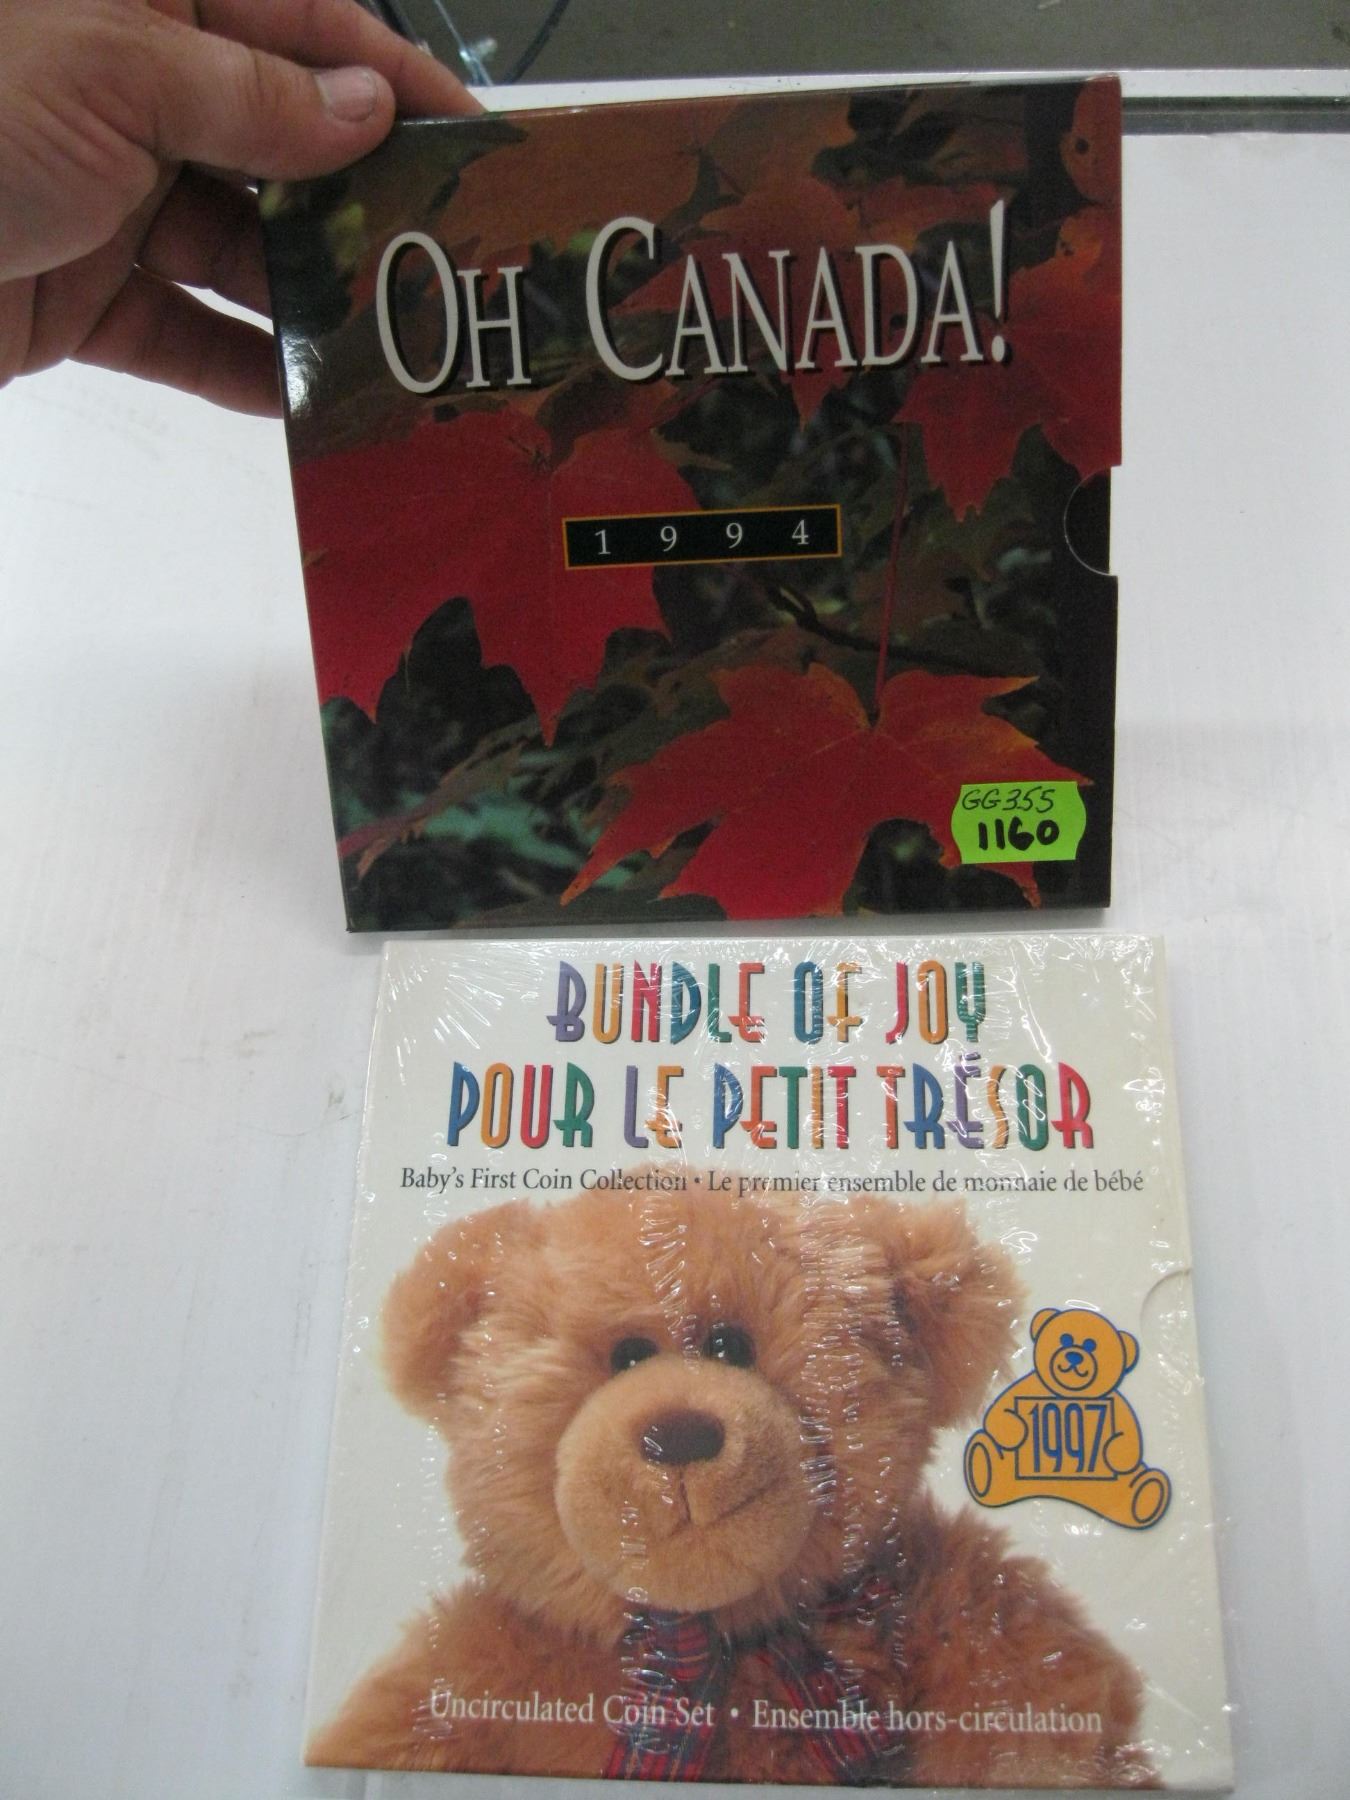 OH CANADA!
1994
GG355
1160
BUNDLE OF JOY
POUR LE PETIT TRÉSOR
Baby's First Coin Collection • Le premier ensemble de monnaie de bébé
1997
Uncirculated Coin Set • Ensemble hors-circulation